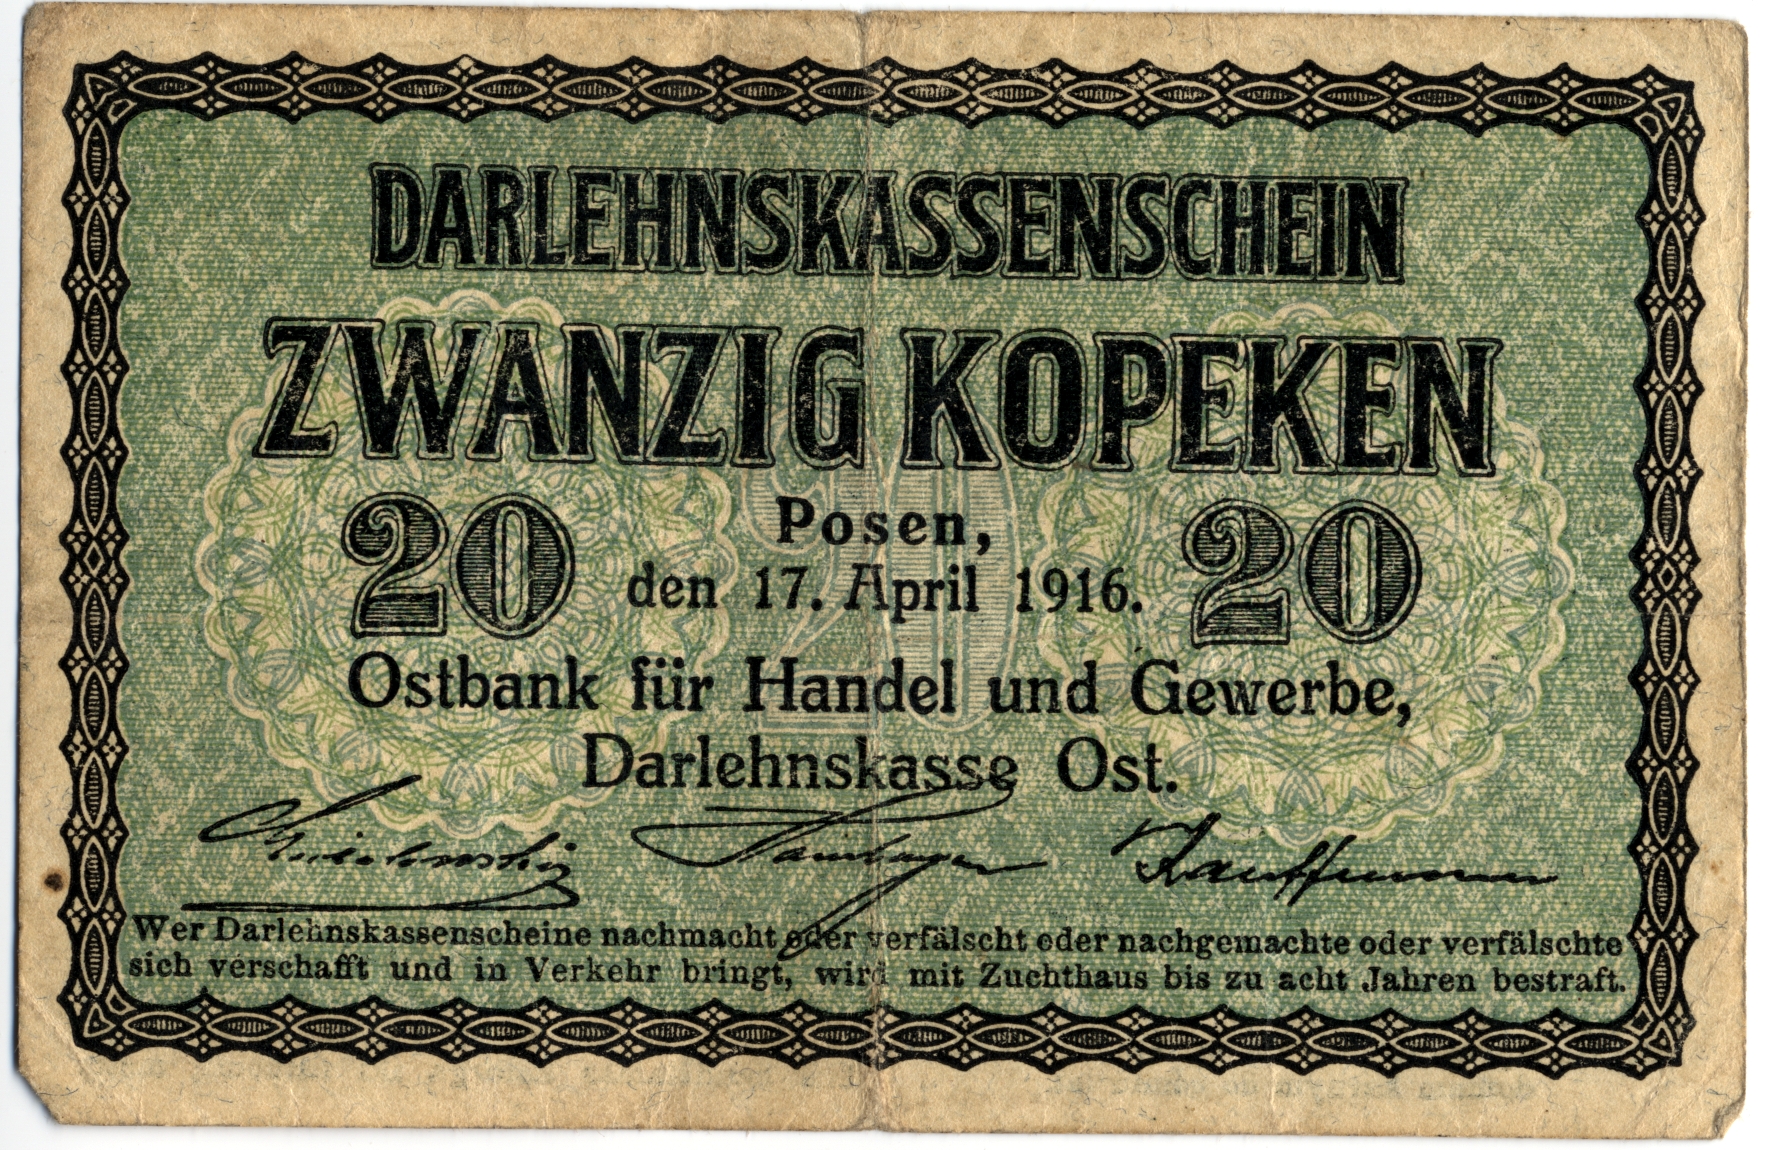 DARLEHNSKASSENSCHEIN
ZWANZIG KOPEKEN
20 20 20
Posen,
den 17. April 1916.
Ostbank für Handel und Gewerbe,
Darlehnskasse Ost.
Kauffmann
Wer Darlehnskassenscheine nachmacht oder verfälscht oder nachgemachte oder verfälschte
sich verschafft und in Verkehr bringt, wird mit Zuchthaus bis zu acht Jahren bestraft.